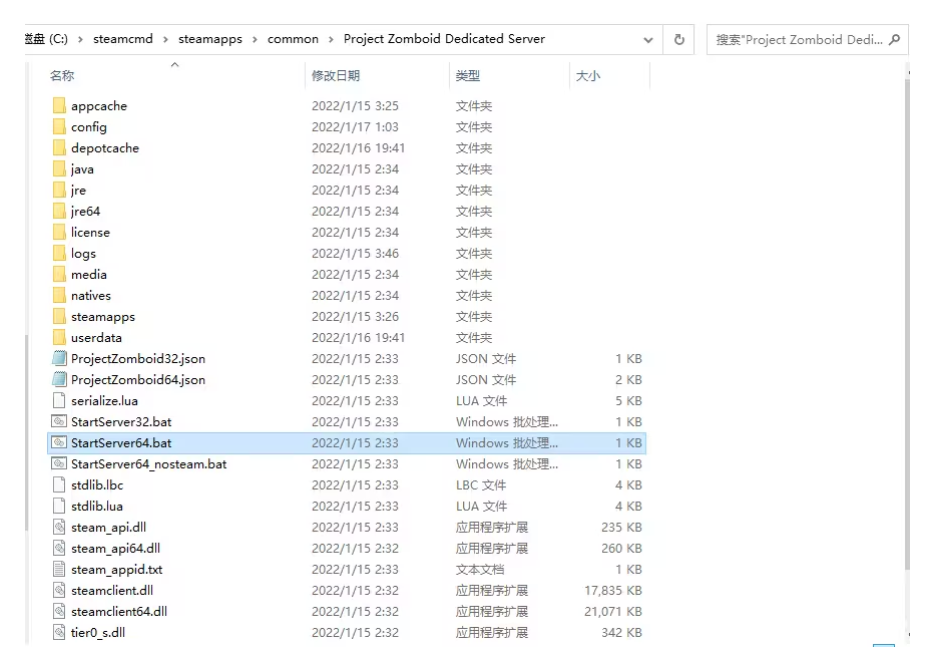 磁盘 (C:) › steamcmd › steamapps › common › Project Zomboid Dedicated Server 搜索"Project Zomboid Dedi...
名称 修改日期 类型 大小
appcache 2022/1/15 3:25 文件夹
config 2022/1/17 1:03 文件夹
depotcache 2022/1/16 19:41 文件夹
java 2022/1/15 2:34 文件夹
jre 2022/1/15 2:34 文件夹
jre64 2022/1/15 2:34 文件夹
license 2022/1/15 2:34 文件夹
logs 2022/1/15 3:46 文件夹
media 2022/1/15 2:34 文件夹
natives 2022/1/15 2:34 文件夹
steamapps 2022/1/15 3:26 文件夹
userdata 2022/1/16 19:41 文件夹
ProjectZomboid32.json 2022/1/15 2:33 JSON 文件 1 KB
ProjectZomboid64.json 2022/1/15 2:33 JSON 文件 2 KB
serialize.lua 2022/1/15 2:33 LUA 文件 5 KB
StartServer32.bat 2022/1/15 2:33 Windows 批处理... 1 KB
StartServer64.bat 2022/1/15 2:33 Windows 批处理... 1 KB
StartServer64_nosteam.bat 2022/1/15 2:33 Windows 批处理... 1 KB
stdlib.lbc 2022/1/15 2:33 LBC 文件 4 KB
stdlib.lua 2022/1/15 2:33 LUA 文件 4 KB
steam_api.dll 2022/1/15 2:33 应用程序扩展 235 KB
steam_api64.dll 2022/1/15 2:32 应用程序扩展 260 KB
steam_appid.txt 2022/1/15 2:33 文本文档 1 KB
steamclient.dll 2022/1/15 2:32 应用程序扩展 17,835 KB
steamclient64.dll 2022/1/15 2:32 应用程序扩展 21,071 KB
tier0_s.dll 2022/1/15 2:32 应用程序扩展 342 KB